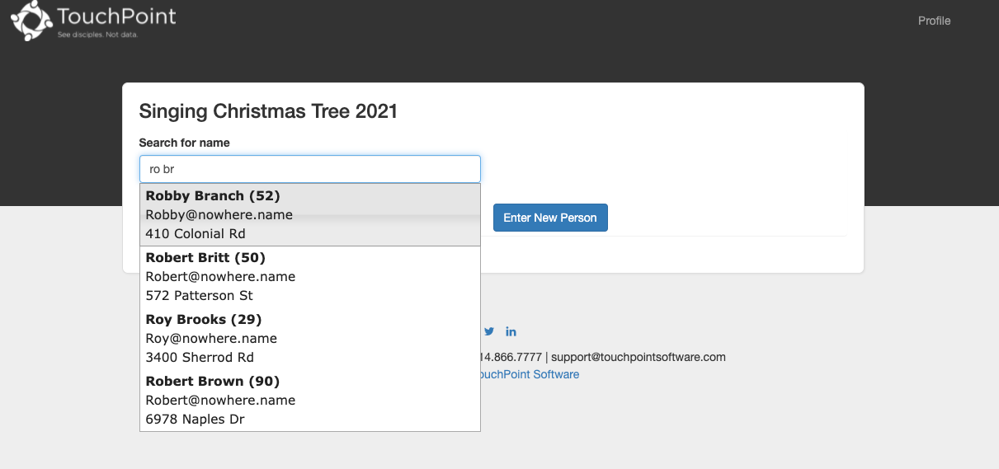 TouchPoint
See disciples. Not data.
Profile
Singing Christmas Tree 2021
Search for name
ro br
Robby Branch (52)
Robby@nowhere.name
410 Colonial Rd
Enter New Person
Robert Britt (50)
Robert@nowhere.name
572 Patterson St
Roy Brooks (29)
Roy@nowhere.name
3400 Sherrod Rd
Robert Brown (90)
Robert@nowhere.name
6978 Naples Dr
in
14.866.7777 | support@touchpointsoftware.com
ouchPoint Software